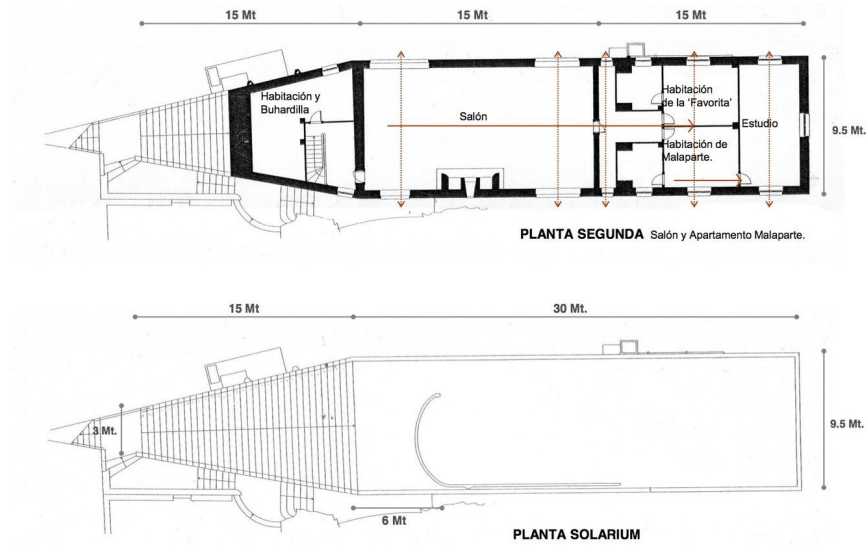 15 Mt
15 Mt
15 Mt
Habitación y
Buhardilla
Salón
Habitación
de la 'Favorita'
Estudio
Habitación de
Malaparte.
9.5 Mt.
PLANTA SEGUNDA Salón y Apartamento Malaparte.
15 Mt
30 Mt.
3 Mt.
9.5 Mt.
6 Mt
PLANTA SOLARIUM